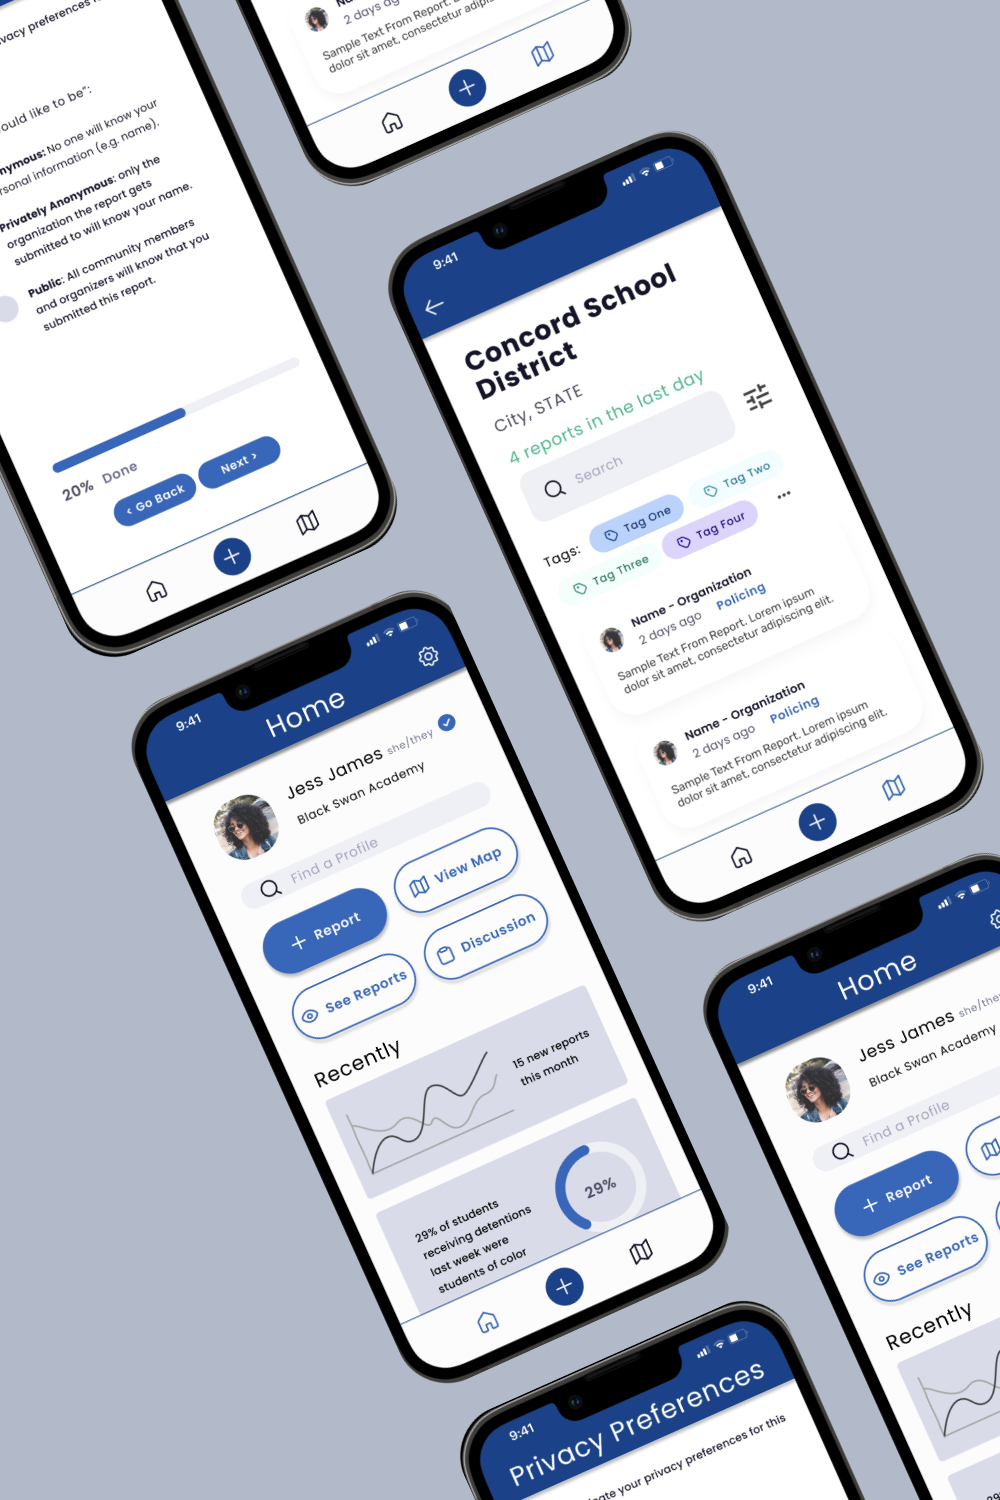 ivacy preferences
ould like to be":
nymous: No one will know your
rsonal information (e.g. name).
Privately Anonymous: only the
organization the report gets
submitted to will know your name.
Public: All community members
and organizers will know that you
submitted this report.
20% Done
‹ Go Back
Next ›
2 days ag
Sample Text From Report.
dolor sit amet, consectetur adipis
9:41
Concord School
District
City, STATE
4 reports in the last day
Search
Tags:
Tag One
Tag Two
Tag Three
Tag Four
Name - Organization
2 days ago Policing
Sample Text From Report. Lorem ipsum
dolor sit amet, consectetur adipiscing elit.
Name - Organization
2 days ago Policing
Sample Text From Report. Lorem ipsum
dolor sit amet, consectetur adipiscing elit.
9:41
Home
Jess James she/they
Black Swan Academy
Find a Profile
Report
View Map
See Reports
Discussion
Recently
15 new reports
this month
29% of students
receiving detentions
last week were
students of color
29%
9:41
Home
Jess James she/they
Black Swan Academy
Find a Profile
Report
See Reports
Recently
29%
9:41
Privacy Preferences
ate your privacy preferences for this